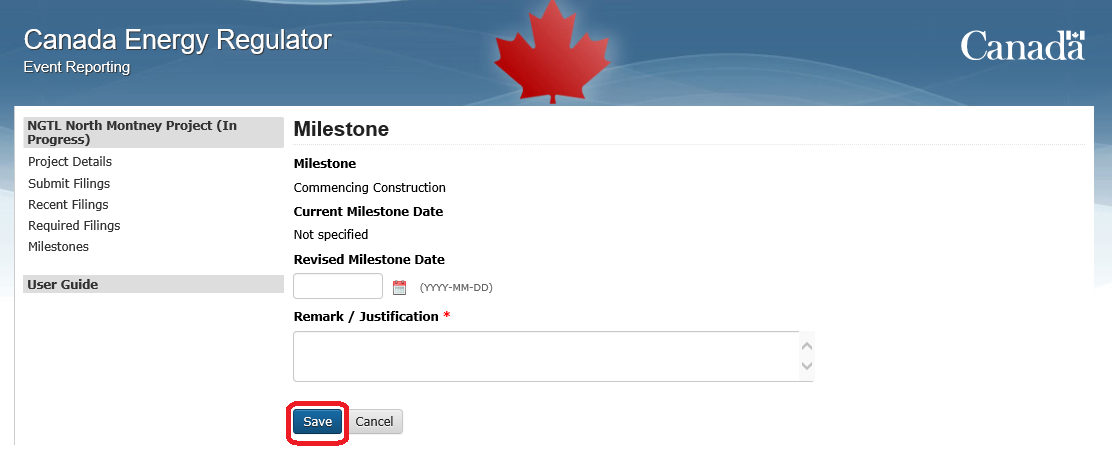 Canada Energy Regulator
Event Reporting
Canada
NGTL North Montney Project (In
Progress)
Project Details
Submit Filings
Recent Filings
Required Filings
Milestones
User Guide
Milestone
Milestone
Commencing Construction
Current Milestone Date
Not specified
Revised Milestone Date
(YYYY-MM-DD)
Remark / Justification *
Save
Cancel